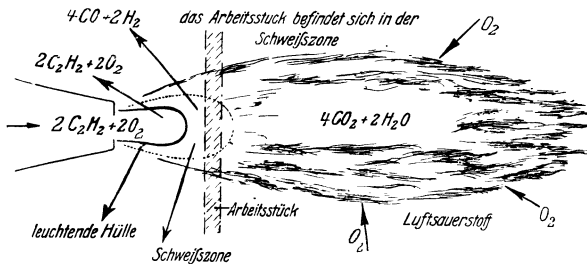 4CO+2H₂
das Arbeitsstuck befindet sich in der
Schweißzone
O₂
2C₂H₂+2O₂
2C₂H₂+2O₂
4CO₂+2H₂O
leuchtende Hülle
Schweißzone
Arbeitsstück
O₂
Luftsauerstoff
O₂